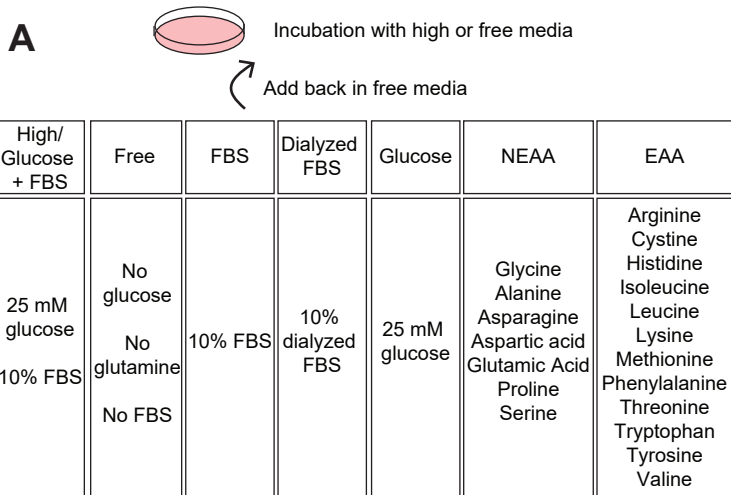 A
Incubation with high or free media
Add back in free media
High/
Glucose
+ FBS
Free
FBS
Dialyzed
FBS
Glucose
NEAA
EAA
25 mM
glucose
10% FBS
No
glucose
No
glutamine
No FBS
10% FBS
10%
dialyzed
FBS
25 mM
glucose
Glycine
Alanine
Asparagine
Aspartic acid
Glutamic Acid
Proline
Serine
Arginine
Cystine
Histidine
Isoleucine
Leucine
Lysine
Methionine
Phenylalanine
Threonine
Tryptophan
Tyrosine
Valine